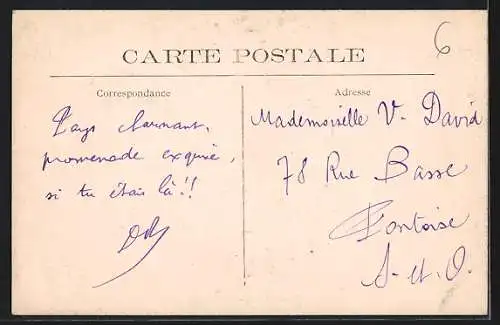 6
CARTE POSTALE
Correspondance
Pays charmant,
promenade exquise,
si tu étais là!!
Adresse
Mademoiselle V. David
78 Rue Basse
Pontoise
S-et-O.